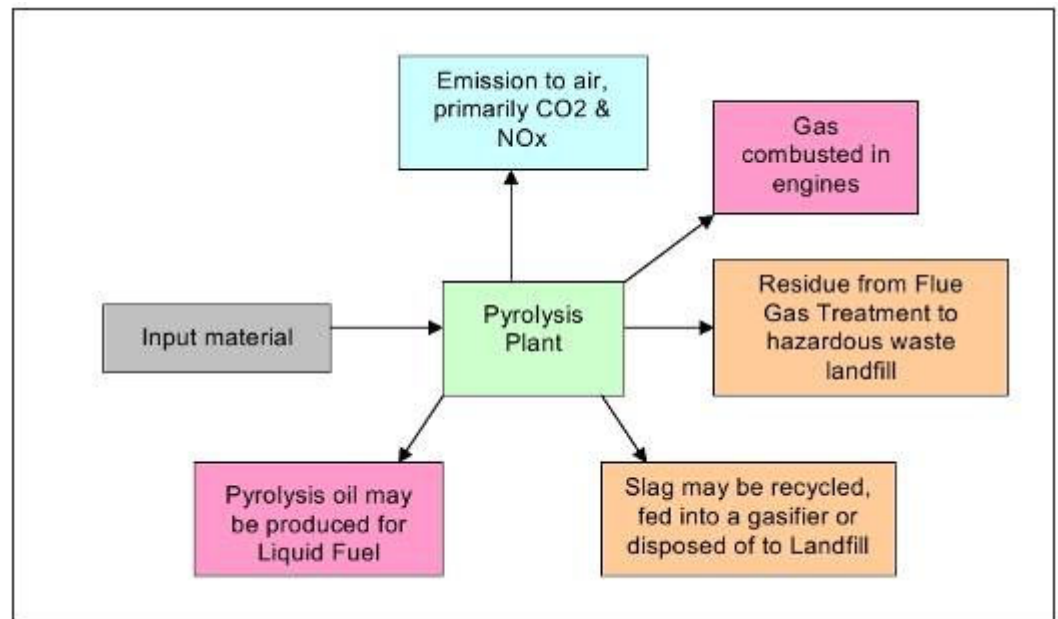 Emission to air,
primarily CO2 &
NOx
Gas
combusted in
engines
Input material
Pyrolysis
Plant
Residue from Flue
Gas Treatment to
hazardous waste
landfill
Pyrolysis oil may
be produced for
Liquid Fuel
Slag may be recycled,
fed into a gasifier or
disposed of to Landfill